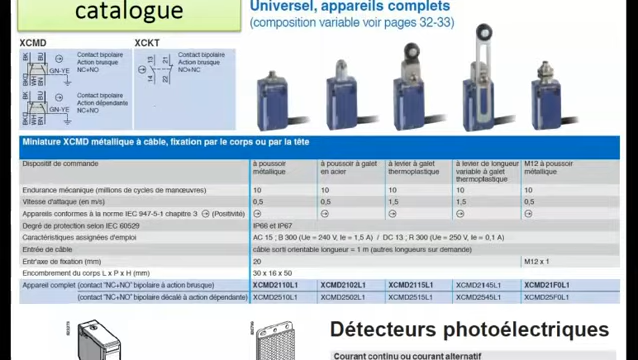 catalogue
Universel, appareils complets
(composition variable voir pages 32-33)
XCMD XCKT
Contact bipolaire
Action brusque
NC+NO
Contact bipolaire
Action brusque
NO+NC
GN-YE
Contact bipolaire
Action dépendante
NC+NO
GN-YE
Miniature XCMD métallique à câble, fixation par le corps ou par la tête
Dispositif de commande à poussoir métallique à poussoir à galet en acier à levier à galet thermoplastique à levier de longueur variable à galet thermoplastique M12 à poussoir métallique
Endurance mécanique (millions de cycles de manœuvres) 10 10 10 10 10
Vitesse d'attaque (en m/s) 0,5 0,5 1,5 1,5 0,5
Appareils conformes à la norme IEC 947-5-1 chapitre 3 (Positivité)
Degré de protection selon IEC 60529 IP66 et IP67
Caractéristiques assignées d'emploi AC 15 ; B 300 (Ue = 240 V, Ie = 1,5 A) / DC 13 ; R 300 (Ue = 250 V, Ie = 0,1 A)
Entrée de câble câble sorti orientable longueur = 1 m (autres longueurs sur demande)
Entr'axe de fixation (mm) 20 M12 x 1
Encombrement du corps L x P x H (mm) 30 x 16 x 50
Appareil complet (contact "NC+NO" bipolaire à action brusque) XCMD2110L1 XCMD2102L1 XCMD2115L1 XCMD2145L1 XCMD21F0L1
(contact "NC+NO" bipolaire décalé à action dépendante) XCMD2510L1 XCMD2502L1 XCMD2515L1 XCMD2545L1 XCMD25F0L1
Détecteurs photoélectriques
Courant continu ou courant alternatif